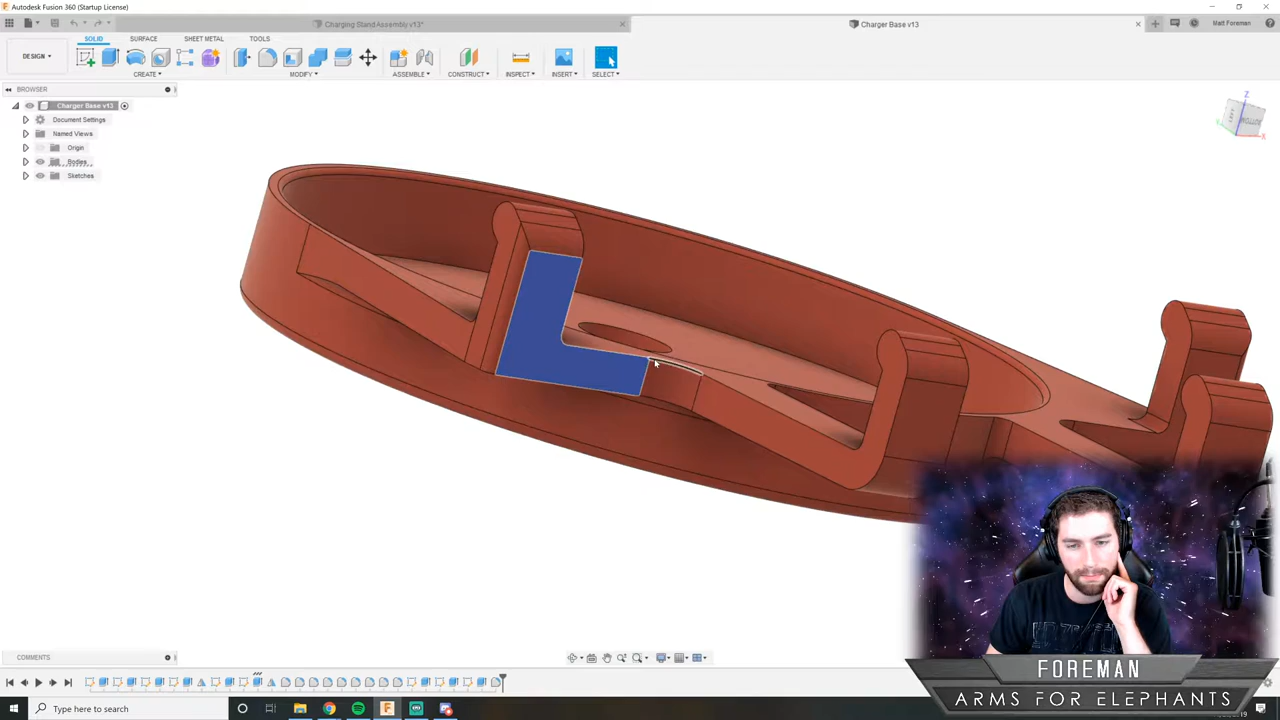 Autodesk Fusion 360 (Startup License)
Charging Stand Assembly v13*
Charger Base v13
Matt Foreman
DESIGN
SOLID
SURFACE
SHEET METAL
TOOLS
CREATE
MODIFY
ASSEMBLE
CONSTRUCT
INSPECT
INSERT
SELECT
BROWSER
Charger Base v13
Document Settings
Named Views
Origin
Bodies
Sketches
Z
LEFT
BOTTOM
X
COMMENTS
FOREMAN
ARMS FOR ELEPHANTS
Type here to search